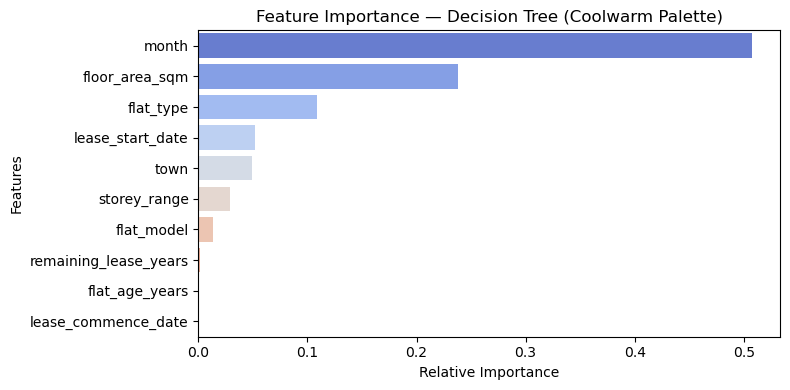 Feature Importance — Decision Tree (Coolwarm Palette)
month
floor_area_sqm
flat_type
lease_start_date
town
storey_range
flat_model
remaining_lease_years
flat_age_years
lease_commence_date
Features
0.0 0.1 0.2 0.3 0.4 0.5
Relative Importance